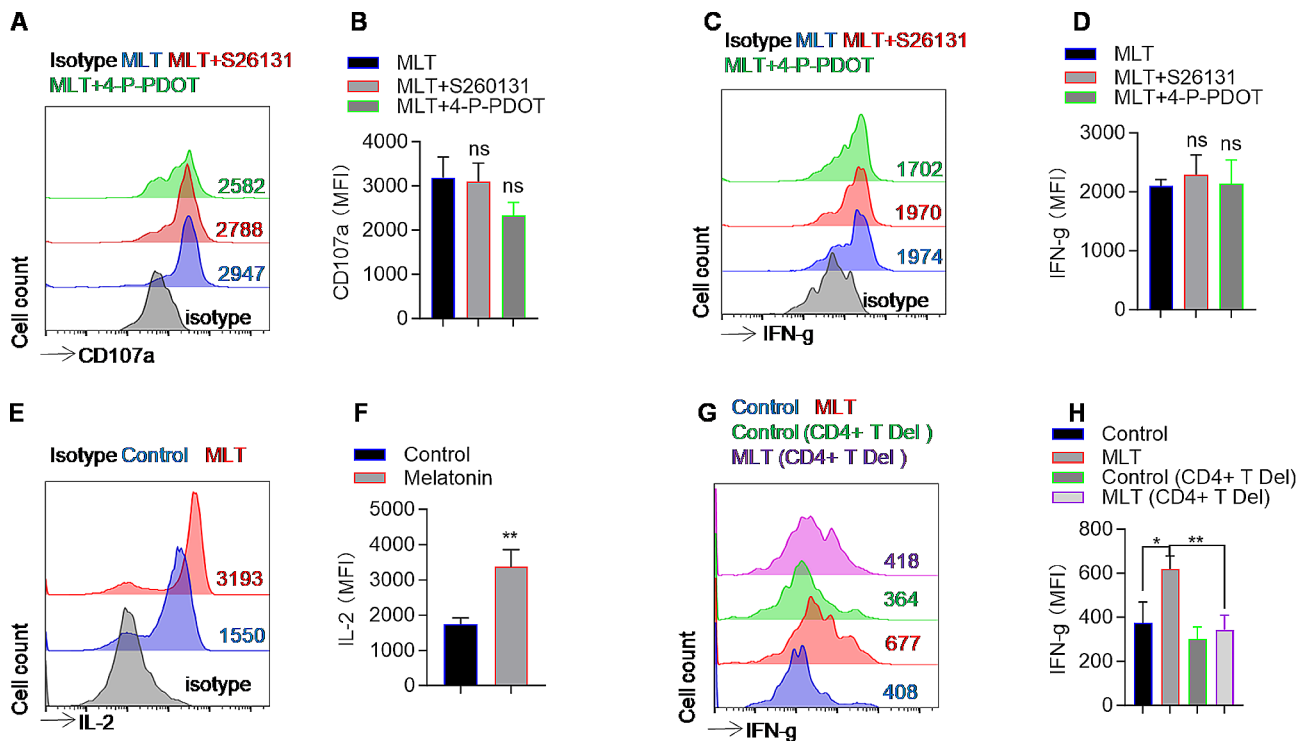 A
Isotype MLT MLT+S26131
MLT+4-P-PDOT
2582
2788
2947
isotype
Cell count
CD107a
B
MLT
MLT+S260131
MLT+4-P-PDOT
CD107a (MFI)
4000
3000
2000
1000
0
ns
ns
C
Isotype MLT MLT+S26131
MLT+4-P-PDOT
1702
1970
1974
isotype
Cell count
IFN-g
D
MLT
MLT+S26131
MLT+4-P-PDOT
IFN-g (MFI)
3000
2000
1000
0
ns
ns
E
Isotype Control MLT
3193
1550
isotype
Cell count
IL-2
F
Control
Melatonin
IL-2 (MFI)
5000
4000
3000
2000
1000
0
**
G
Control MLT
Control (CD4+ T Del )
MLT (CD4+ T Del )
418
364
677
408
Cell count
IFN-g
H
Control
MLT
Control (CD4+ T Del)
MLT (CD4+ T Del)
IFN-g (MFI)
800
600
400
200
0
*
**